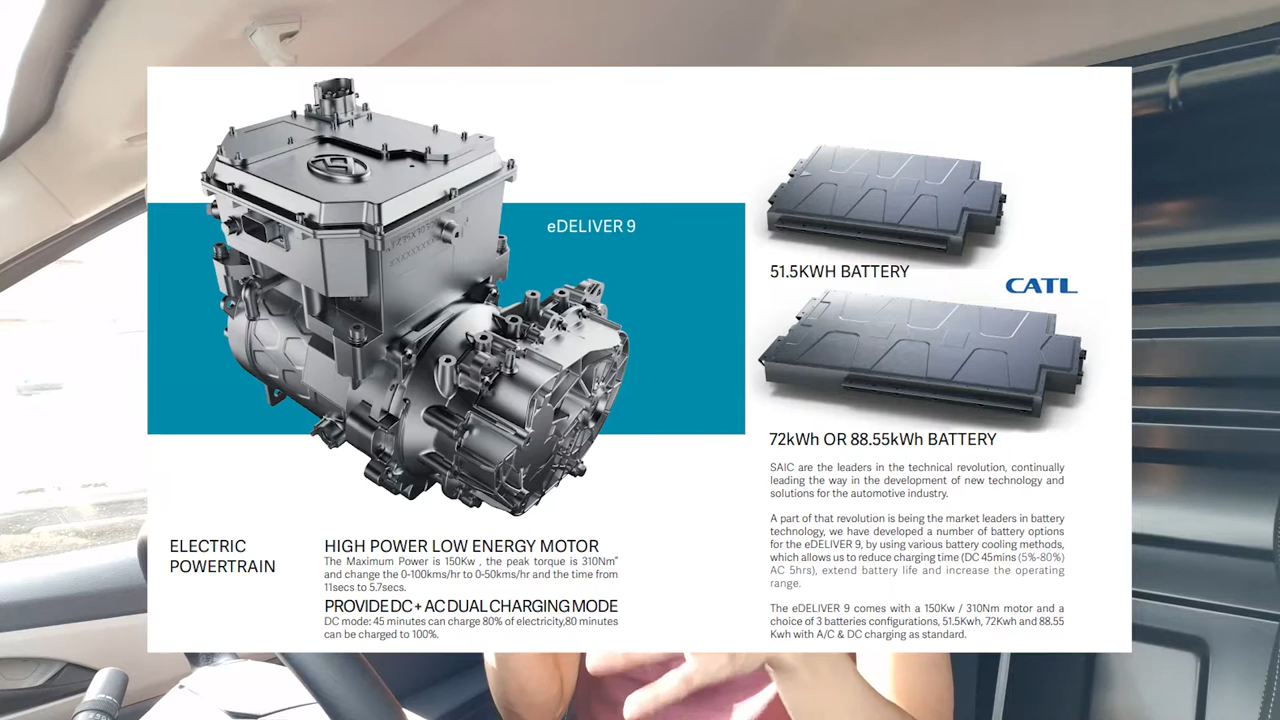 eDELIVER 9
51.5KWH BATTERY
CATL
72kWh OR 88.55kWh BATTERY
SAIC are the leaders in the technical revolution, continually
leading the way in the development of new technology and
solutions for the automotive industry.
A part of that revolution is being the market leaders in battery
technology, we have developed a number of battery options
for the eDELIVER 9, by using various battery cooling methods,
which allows us to reduce charging time (DC 45mins (5%-80%)
AC 5hrs), extend battery life and increase the operating
range.
The eDELIVER 9 comes with a 150Kw / 310Nm motor and a
choice of 3 batteries configurations, 51.5Kwh, 72Kwh and 88.55
Kwh with A/C & DC charging as standard.
ELECTRIC
POWERTRAIN
HIGH POWER LOW ENERGY MOTOR
The Maximum Power is 150Kw , the peak torque is 310Nm"
and change the 0-100kms/hr to 0-50kms/hr and the time from
11secs to 5.7secs.
PROVIDE DC + AC DUAL CHARGING MODE
DC mode: 45 minutes can charge 80% of electricity,80 minutes
can be charged to 100%.